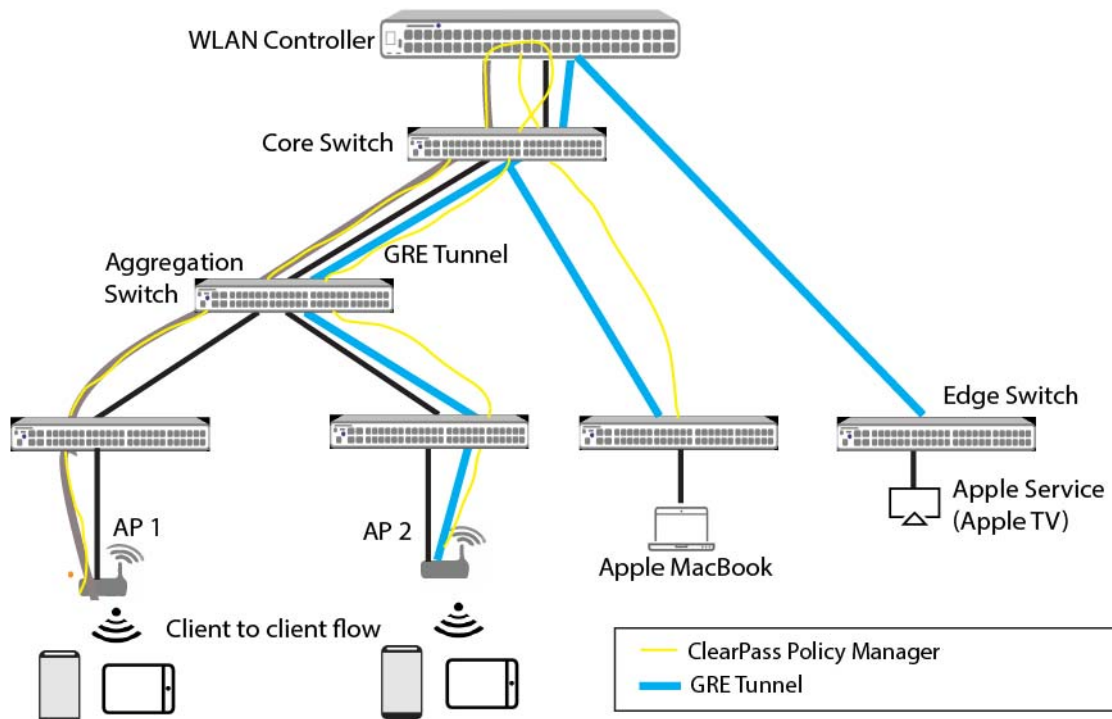 WLAN Controller
Core Switch
GRE Tunnel
Aggregation
Switch
Edge Switch
AP 1
AP 2
Apple MacBook
Apple Service
(Apple TV)
Client to client flow
ClearPass Policy Manager
GRE Tunnel